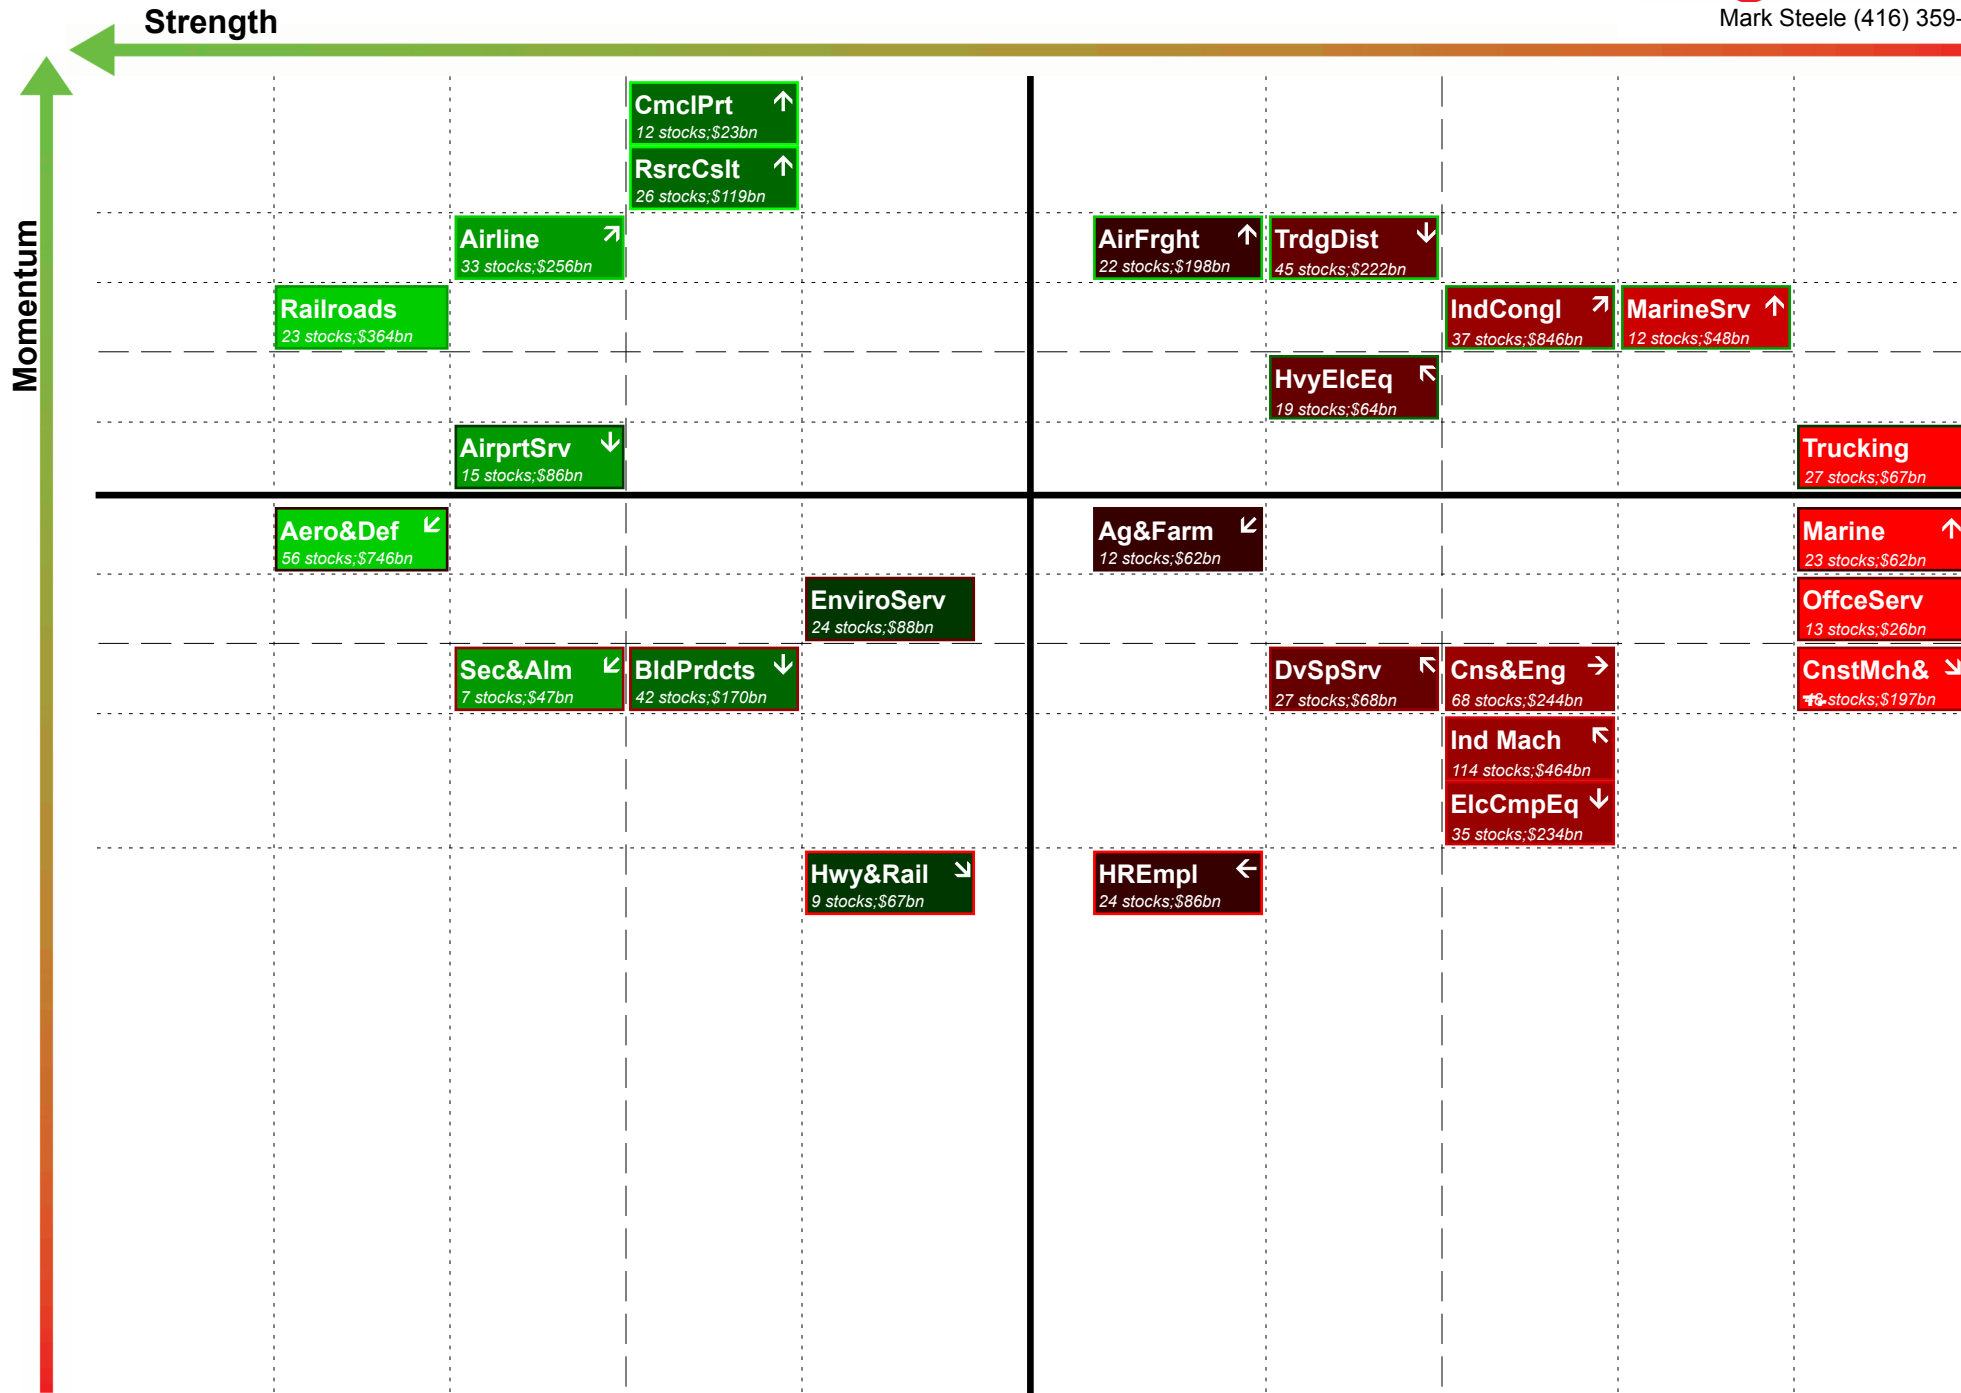 Strength
Mark Steele (416) 359-
Momentum
CmclPrt
12 stocks;$23bn
RsrcCslt
26 stocks;$119bn
Airline
33 stocks;$256bn
AirFrght
22 stocks;$198bn
TrdgDist
45 stocks;$222bn
Railroads
23 stocks;$364bn
IndCongl
37 stocks;$846bn
MarineSrv
12 stocks;$48bn
HvyElcEq
19 stocks;$64bn
AirprtSrv
15 stocks;$86bn
Trucking
27 stocks;$67bn
Aero&Def
56 stocks;$746bn
Ag&Farm
12 stocks;$62bn
Marine
23 stocks;$62bn
EnviroServ
24 stocks;$88bn
OffceServ
13 stocks;$26bn
Sec&Alm
7 stocks;$47bn
BldPrdcts
42 stocks;$170bn
DvSpSrv
27 stocks;$68bn
Cns&Eng
68 stocks;$244bn
CnstMch&
stocks;$197bn
Ind Mach
114 stocks;$464bn
ElcCmpEq
35 stocks;$234bn
Hwy&Rail
9 stocks;$67bn
HREmpl
24 stocks;$86bn